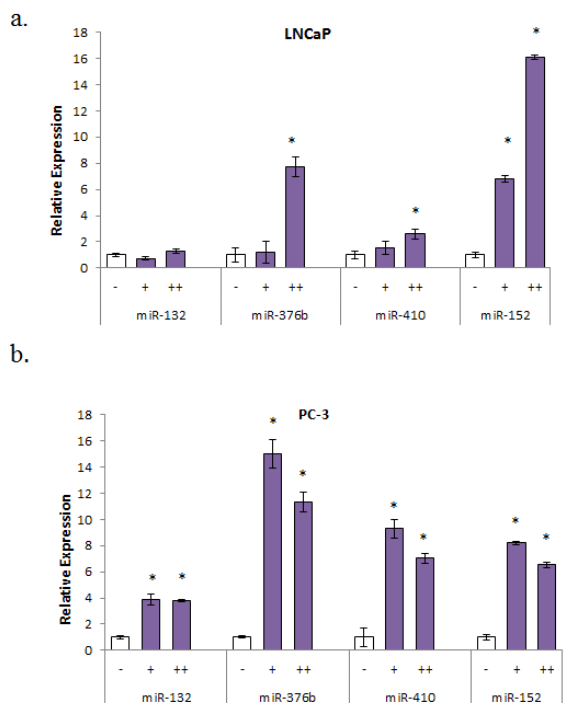 a.
LNCaP
Relative Expression
18
16
14
12
10
8
6
4
2
0
* * * *
- + ++ - + ++ - + ++ - + ++
miR-132 miR-376b miR-410 miR-152
b.
PC-3
Relative Expression
18
16
14
12
10
8
6
4
2
0
* * * * * * * *
- + ++ - + ++ - + ++ - + ++
miR-132 miR-376b miR-410 miR-152